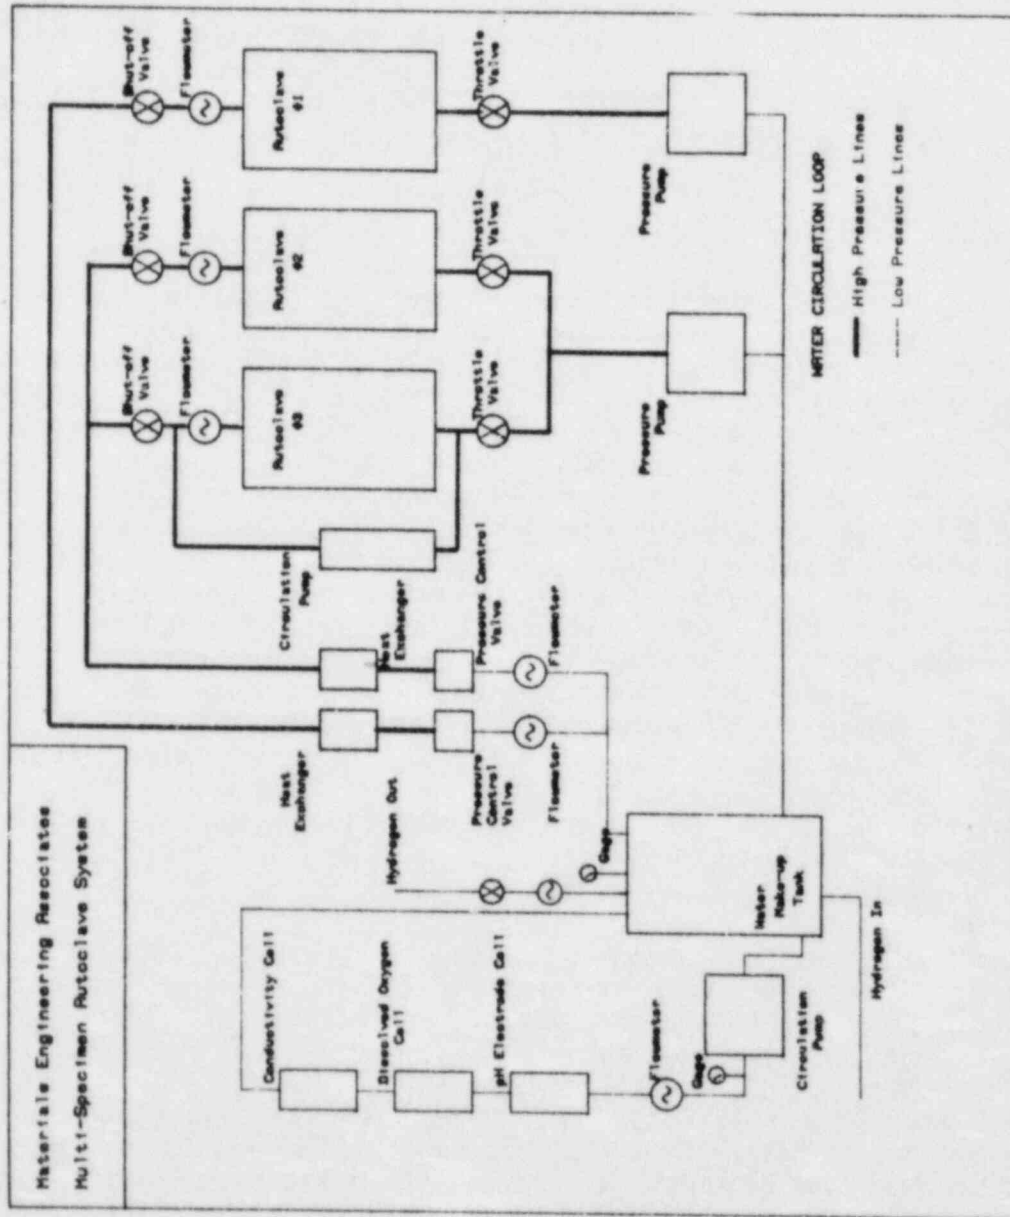 Materials Engineering Associates
Multi-Specimen Autoclave System
Shut-off
Valve
Flowmeter
Autoclave
#1
Throttle
Valve
Pressure
Pump
Shut-off
Valve
Flowmeter
Autoclave
#2
Throttle
Valve
Shut-off
Valve
Flowmeter
Autoclave
#3
Throttle
Valve
Pressure
Pump
Circulation
Pump
Heat
Exchanger
Pressure Control
Valve
Flowmeter
Heat
Exchanger
Pressure
Control
Valve
Flowmeter
Hydrogen Out
Gage
Water
Make-up
Tank
Conductivity Cell
Dissolved Oxygen
Cell
pH Electrode Cell
Flowmeter
Gage
Circulation
Pump
Hydrogen In
WATER CIRCULATION LOOP
High Pressure Lines
Low Pressure Lines